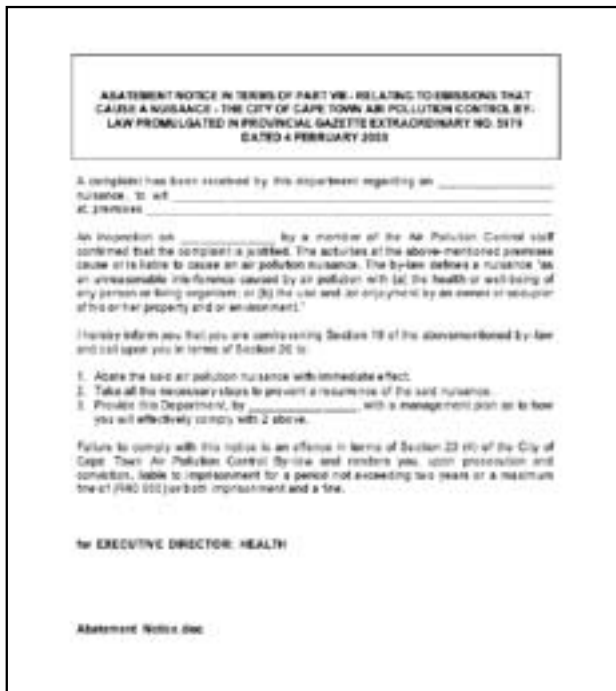 ABATEMENT NOTICE IN TERMS OF PART VIII - RELATING TO EMISSIONS THAT
CAUSE A NUISANCE - THE CITY OF CAPE TOWN AIR POLLUTION CONTROL BY-
LAW PROMULGATED IN PROVINCIAL GAZETTE EXTRAORDINARY NO.
DATED 4 FEBRUARY
A complaint has been received by this department regarding an ____________
nuisance, to wit ____________
at premises ____________
An inspection on ____________ by a member of the Air Pollution Control staff
confirmed that the complaint is justified. The activities at the above-mentioned premises
cause or is liable to cause an air pollution nuisance. The by-law defines a nuisance "as
an unreasonable interference caused by air pollution with (a) the health or well-being of
any person or living organism; or (b) the use and enjoyment by an owner or occupier
of his or her property and or environment."
I hereby inform you that you are contravening Section 19 of the abovementioned by-law
and call upon you in terms of Section 20 to:
1. Abate the said air pollution nuisance with immediate effect.
2. Take all the necessary steps to prevent a recurrence of the said nuisance.
3. Provide this Department, by ____________, with a management plan as to how
you will effectively comply with 2 above.
Failure to comply with this notice is an offence in terms of Section of the City of
Cape Town Air Pollution Control By-law and renders you, upon prosecution and
conviction, liable to imprisonment for a period not exceeding two years or a maximum
fine of or both imprisonment and a fine.
for EXECUTIVE DIRECTOR: HEALTH
Abatement Notice.doc